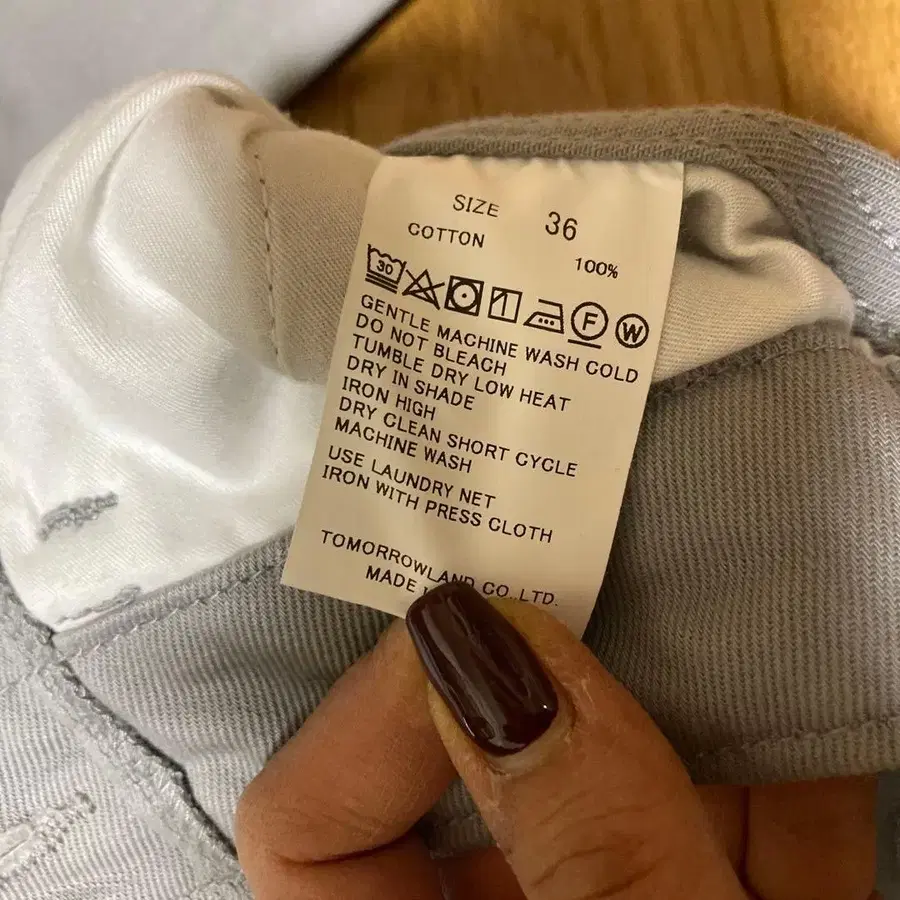 SIZE 36
COTTON 100%
30 F W
GENTLE MACHINE WASH COLD
DO NOT BLEACH
TUMBLE DRY LOW HEAT
DRY IN SHADE
IRON HIGH
DRY CLEAN SHORT CYCLE
MACHINE WASH
USE LAUNDRY NET
IRON WITH PRESS CLOTH
TOMORROWLAND CO.,LTD.
MADE